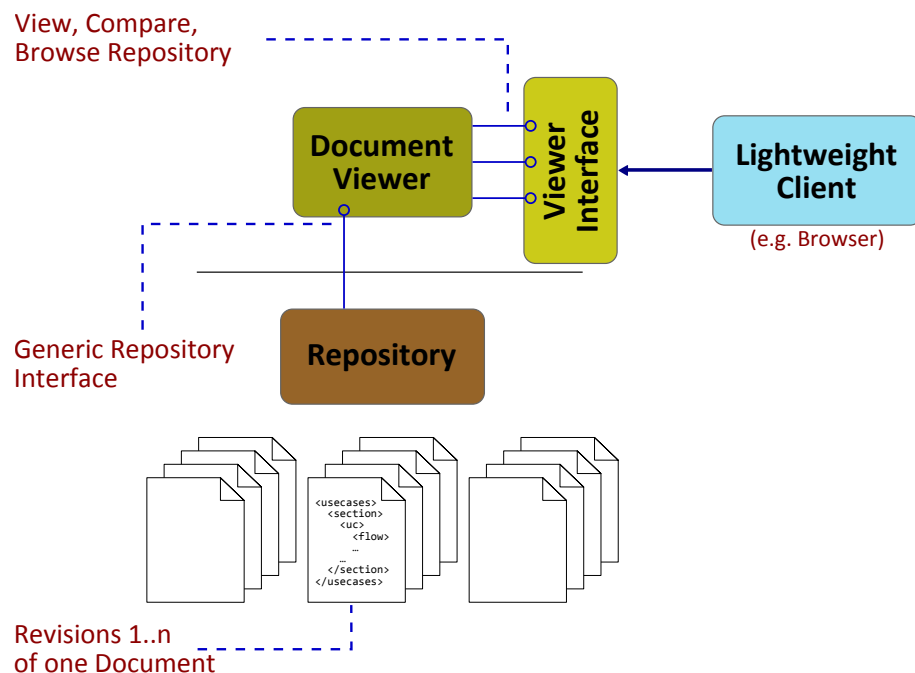 View, Compare,
Browse Repository
Document
Viewer
Viewer
Interface
Lightweight
Client
(e.g. Browser)
Generic Repository
Interface
Repository
<usecases>
<section>
<uc>
<flow>
…
…
</section>
</usecases>
Revisions 1..n
of one Document